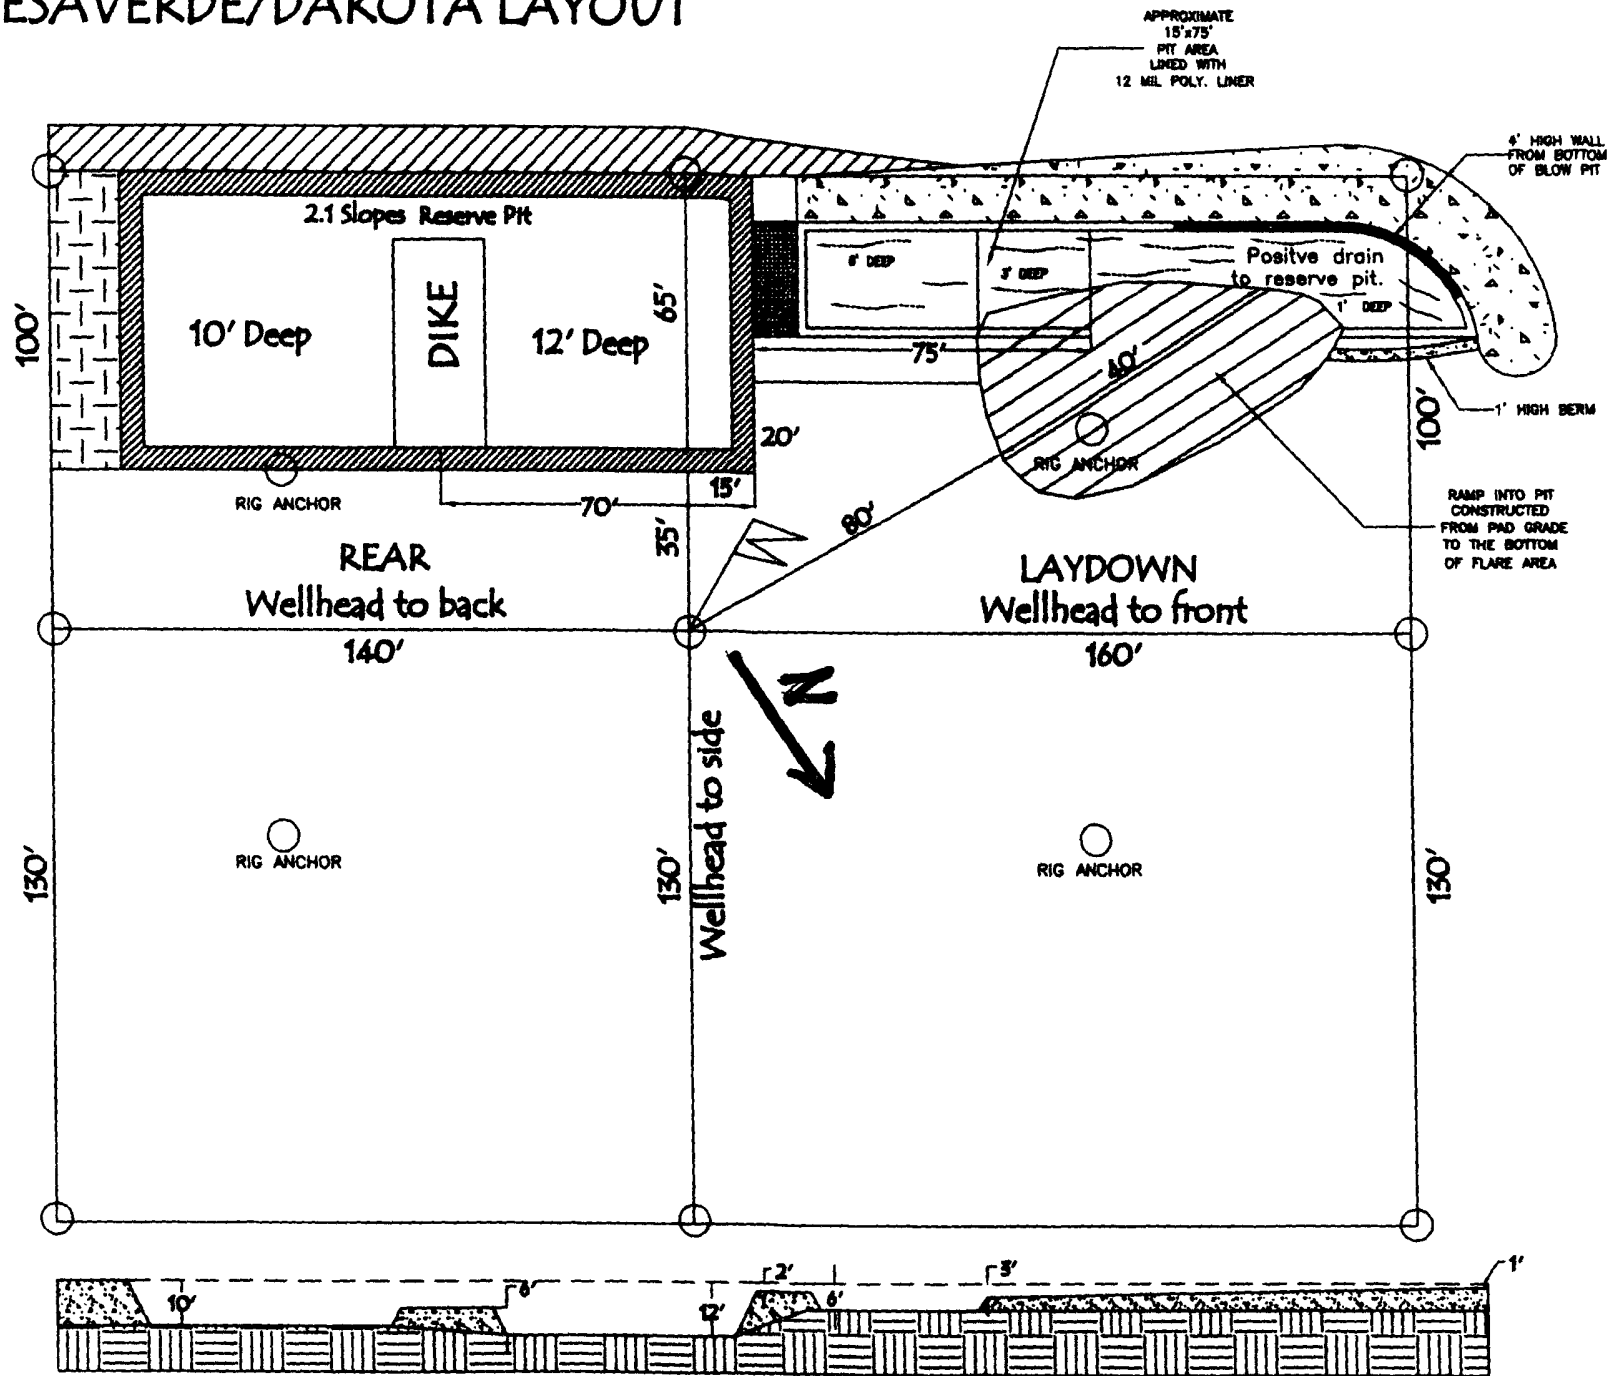 ESAVERDE/DAKOTA LAYOUT
APPROXIMATE
15'x75'
PIT AREA
LINED WITH
12 MIL POLY. LINER
4' HIGH WALL
FROM BOTTOM
OF BLOW PIT
2.1 Slopes Reserve Pit
10' Deep
DIKE
12' Deep
65'
100'
6' DEEP
3' DEEP
Positve drain
to reserve pit.
1' DEEP
75'
40'
20'
15'
70'
35'
80'
RIG ANCHOR
RIG ANCHOR
100'
1' HIGH BERM
RAMP INTO PIT
CONSTRUCTED
FROM PAD GRADE
TO THE BOTTOM
OF FLARE AREA
REAR
Wellhead to back
140'
LAYDOWN
Wellhead to front
160'
N
Wellhead to side
130'
130'
130'
RIG ANCHOR
RIG ANCHOR
10'
6'
12'
2'
6'
3'
1'